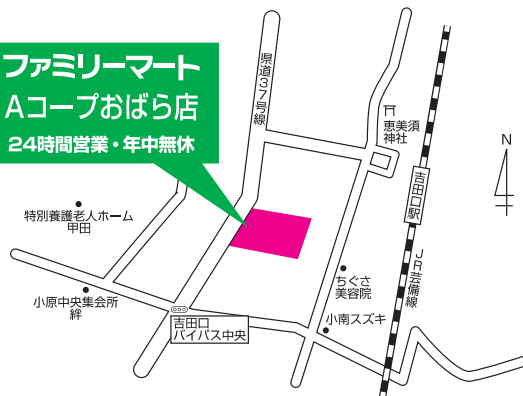 ファミリーマート
Aコープおばら店
24時間営業・年中無休
県道37号線
恵美須
神社
N
吉田口駅
JR芸備線
特別養護老人ホーム
甲田
小原中央集会所
絆
ちぐさ
美容院
小南スズキ
吉田口
バイパス中央